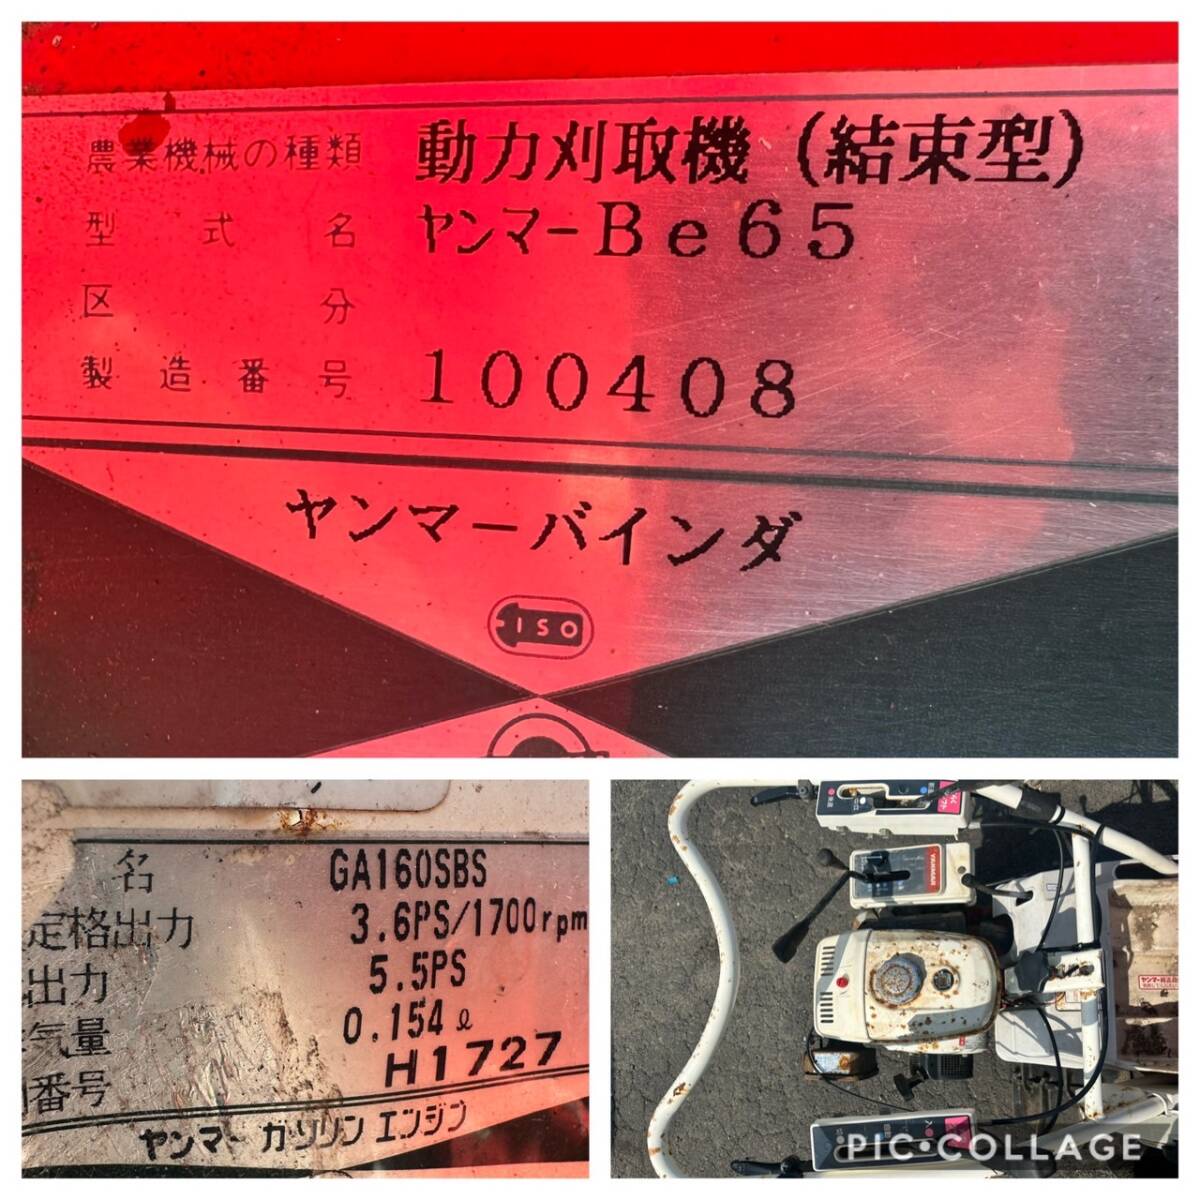 農業機械の種類 動力刈取機 (結束型)
型式名 ヤンマーBe65
区分
製造番号 100408
ヤンマーバインダ
ISO
名 GA160SBS
定格出力 3.6PS/1700rpm
出力 5.5PS
気量 0.154ℓ
番号 H1727
ヤンマー ガソリンエンジン
YANMAR
PIC•COLLAGE